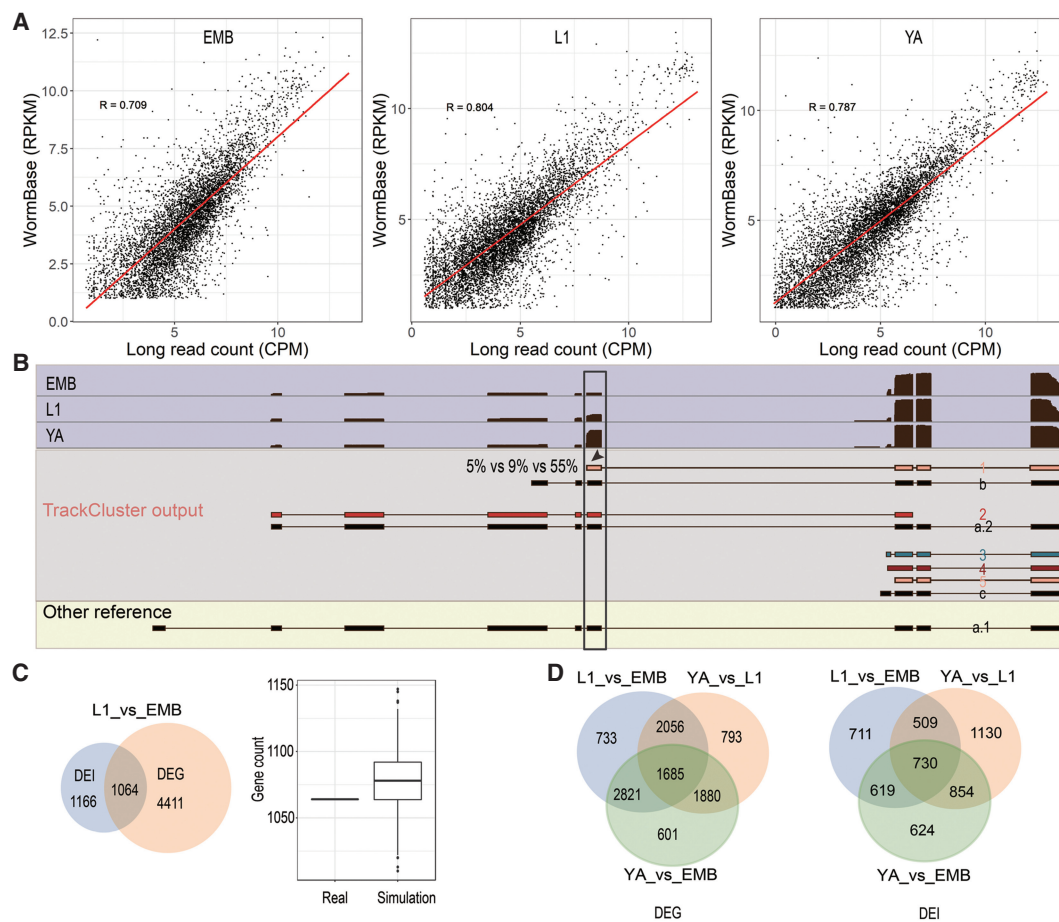 A
EMB
L1
YA
WormBase (RPKM)
12.5
10.0
7.5
5.0
2.5
0.0
R = 0.709
5
10
Long read count (CPM)
WormBase (RPKM)
10
5
R = 0.804
0
5
10
Long read count (CPM)
WormBase (RPKM)
10
5
R = 0.787
0
5
10
Long read count (CPM)
B
EMB
L1
YA
5% vs 9% vs 55%
1
b
TrackCluster output
2
a.2
3
4
5
c
Other reference
a.1
C
L1_vs_EMB
DEI
1166
1064
DEG
4411
Gene count
1150
1100
1050
Real
Simulation
D
L1_vs_EMB
YA_vs_L1
733
2056
793
1685
2821
1880
601
YA_vs_EMB
DEG
L1_vs_EMB
YA_vs_L1
711
509
1130
730
619
854
624
YA_vs_EMB
DEI